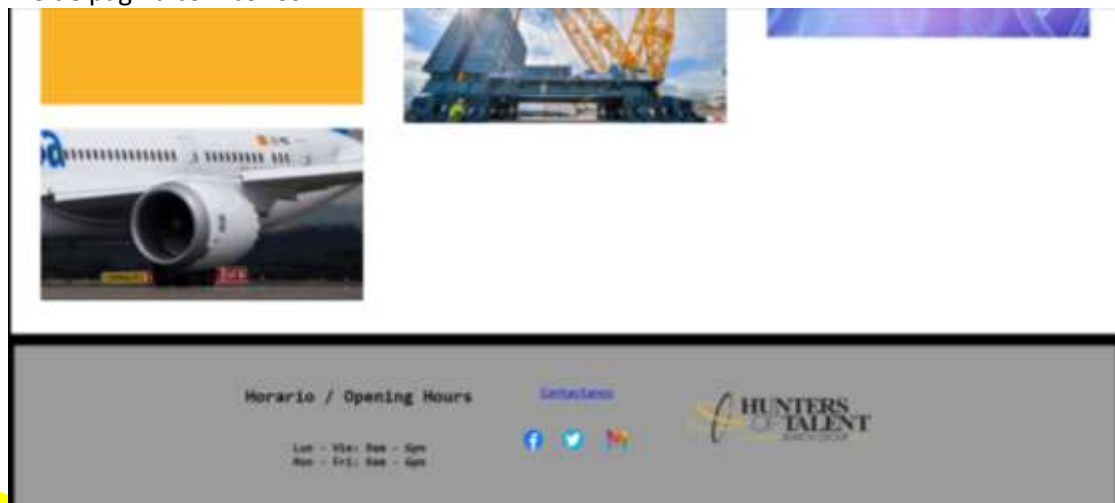 Horario / Opening Hours
Contactanos
Lun - Vie: 9am - 6pm
Mon - Fri: 9am - 6pm
HUNTERS
OF TALENT